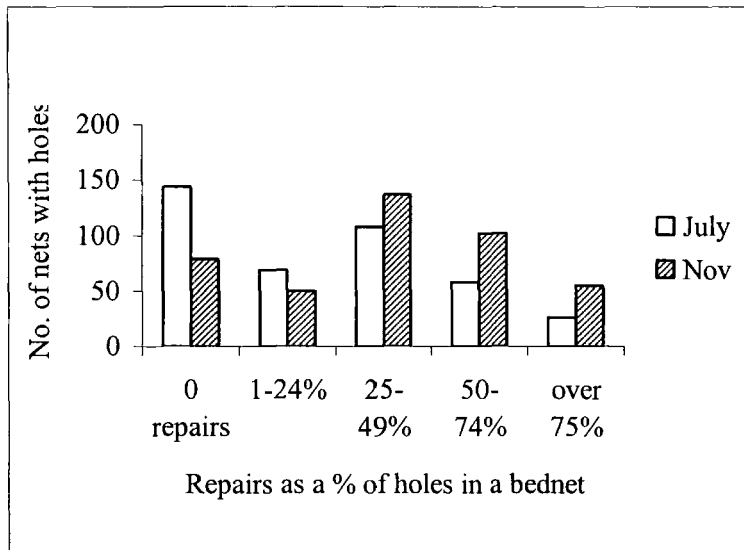 No. of nets with holes
200
150
100
50
0
0 repairs
1-24%
25-49%
50-74%
over 75%
Repairs as a % of holes in a bednet
July
Nov